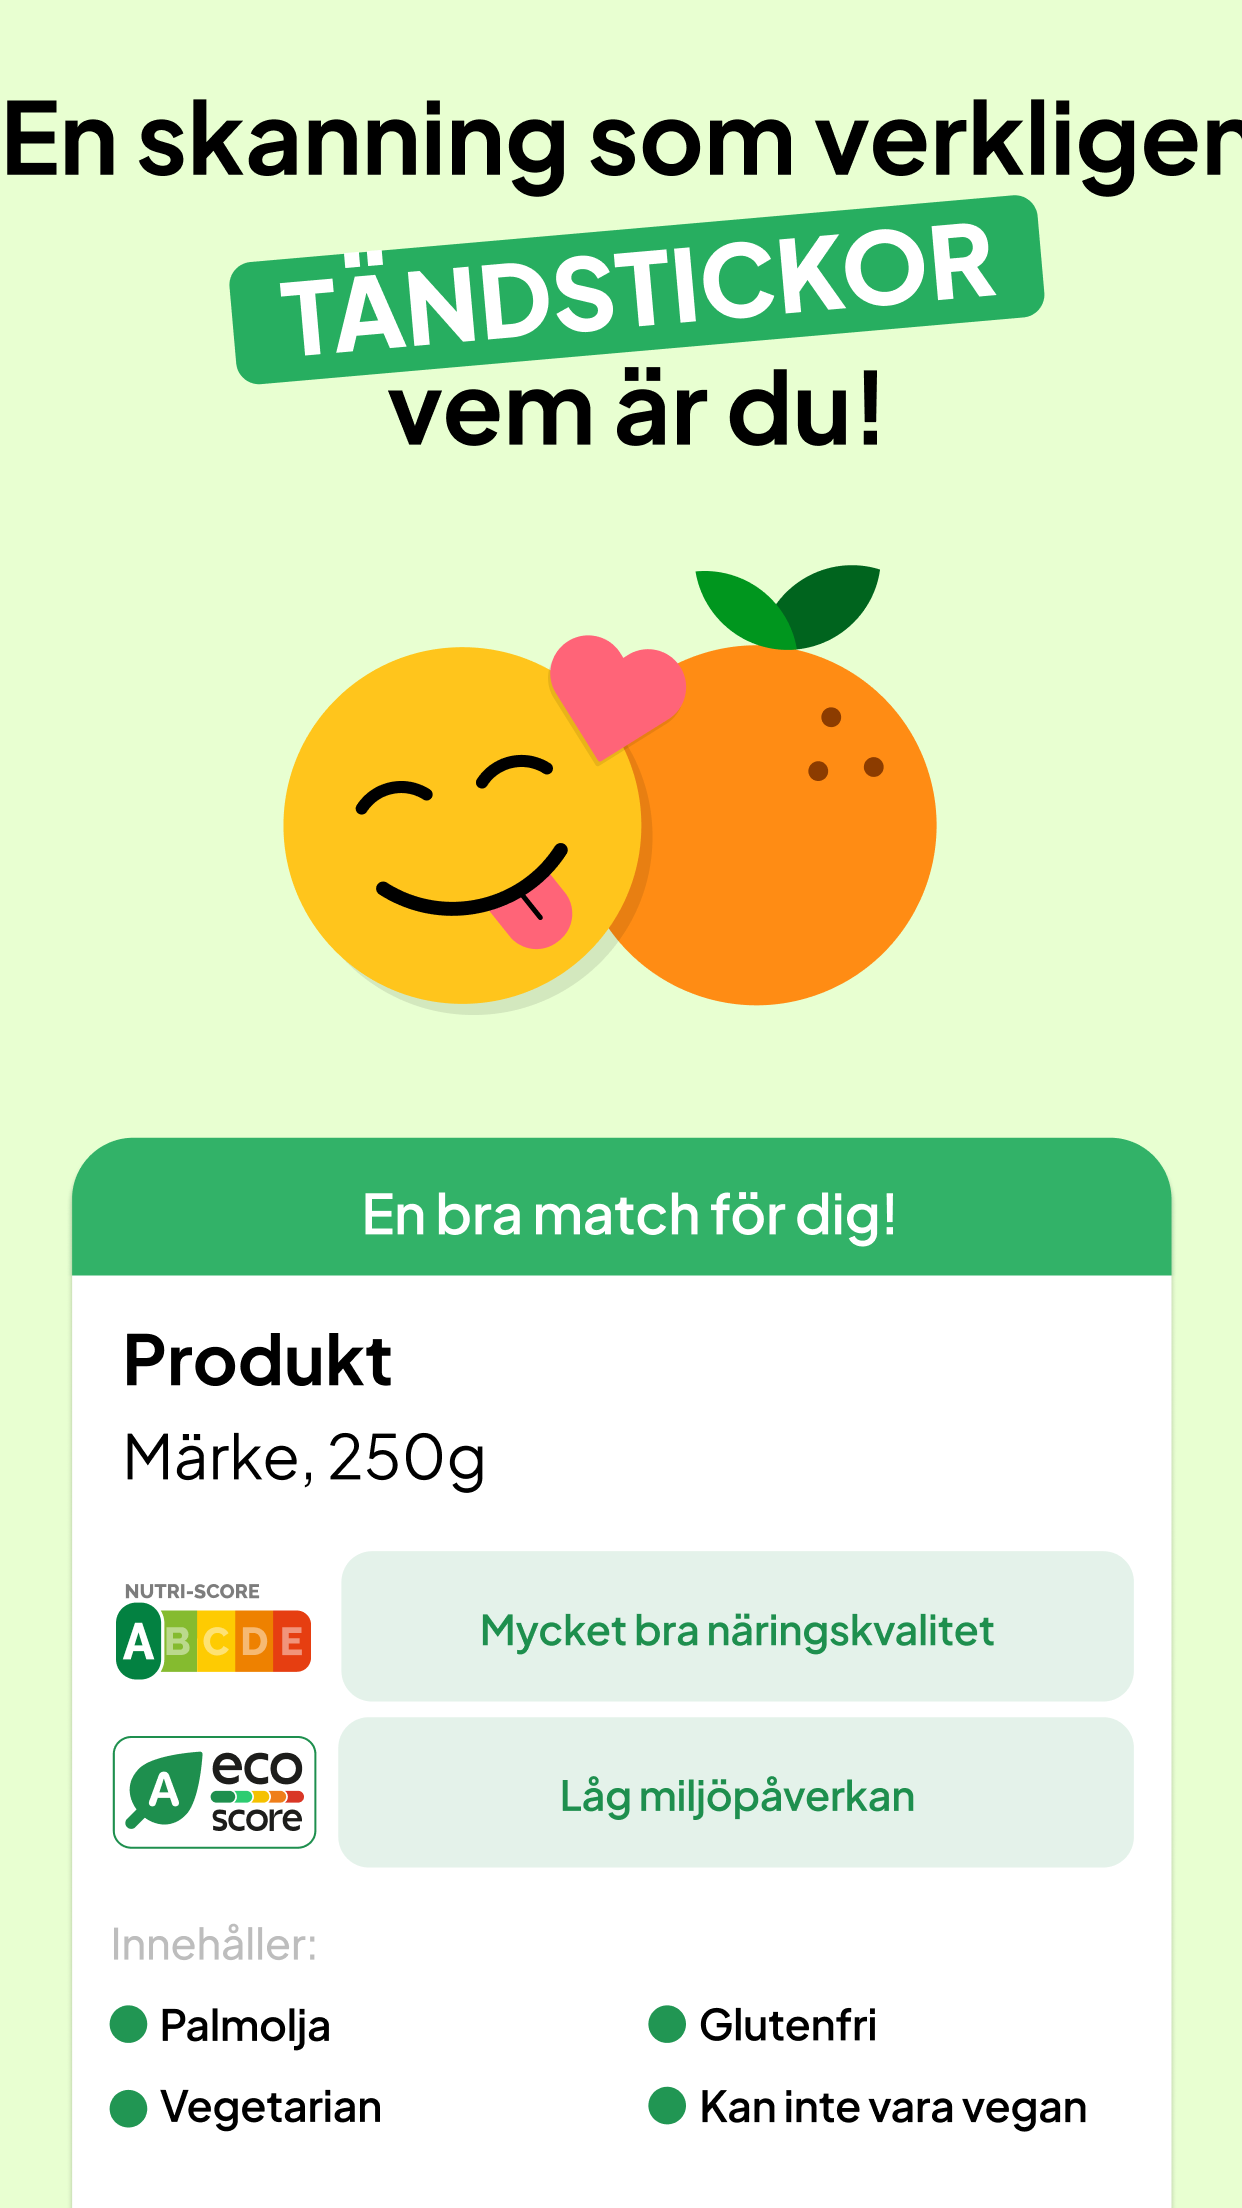 En skanning som verkligen
TÄNDSTICKOR
vem är du!
En bra match för dig!
Produkt
Märke, 250g
NUTRI-SCORE
A B C D E
Mycket bra näringskvalitet
A eco
score
Låg miljöpåverkan
Innehåller:
Palmolja
Glutenfri
Vegetarian
Kan inte vara vegan